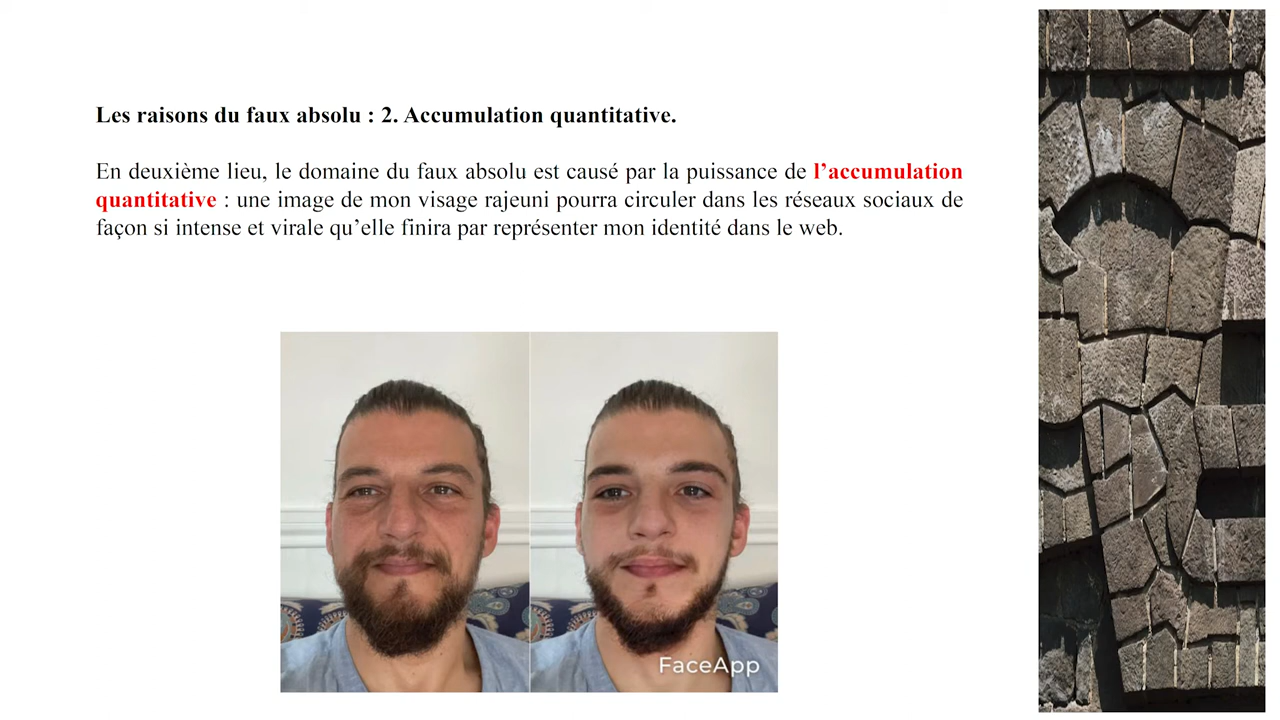 Les raisons du faux absolu : 2. Accumulation quantitative.
En deuxième lieu, le domaine du faux absolu est causé par la puissance de l’accumulation
quantitative : une image de mon visage rajeuni pourra circuler dans les réseaux sociaux de
façon si intense et virale qu’elle finira par représenter mon identité dans le web.
FaceApp